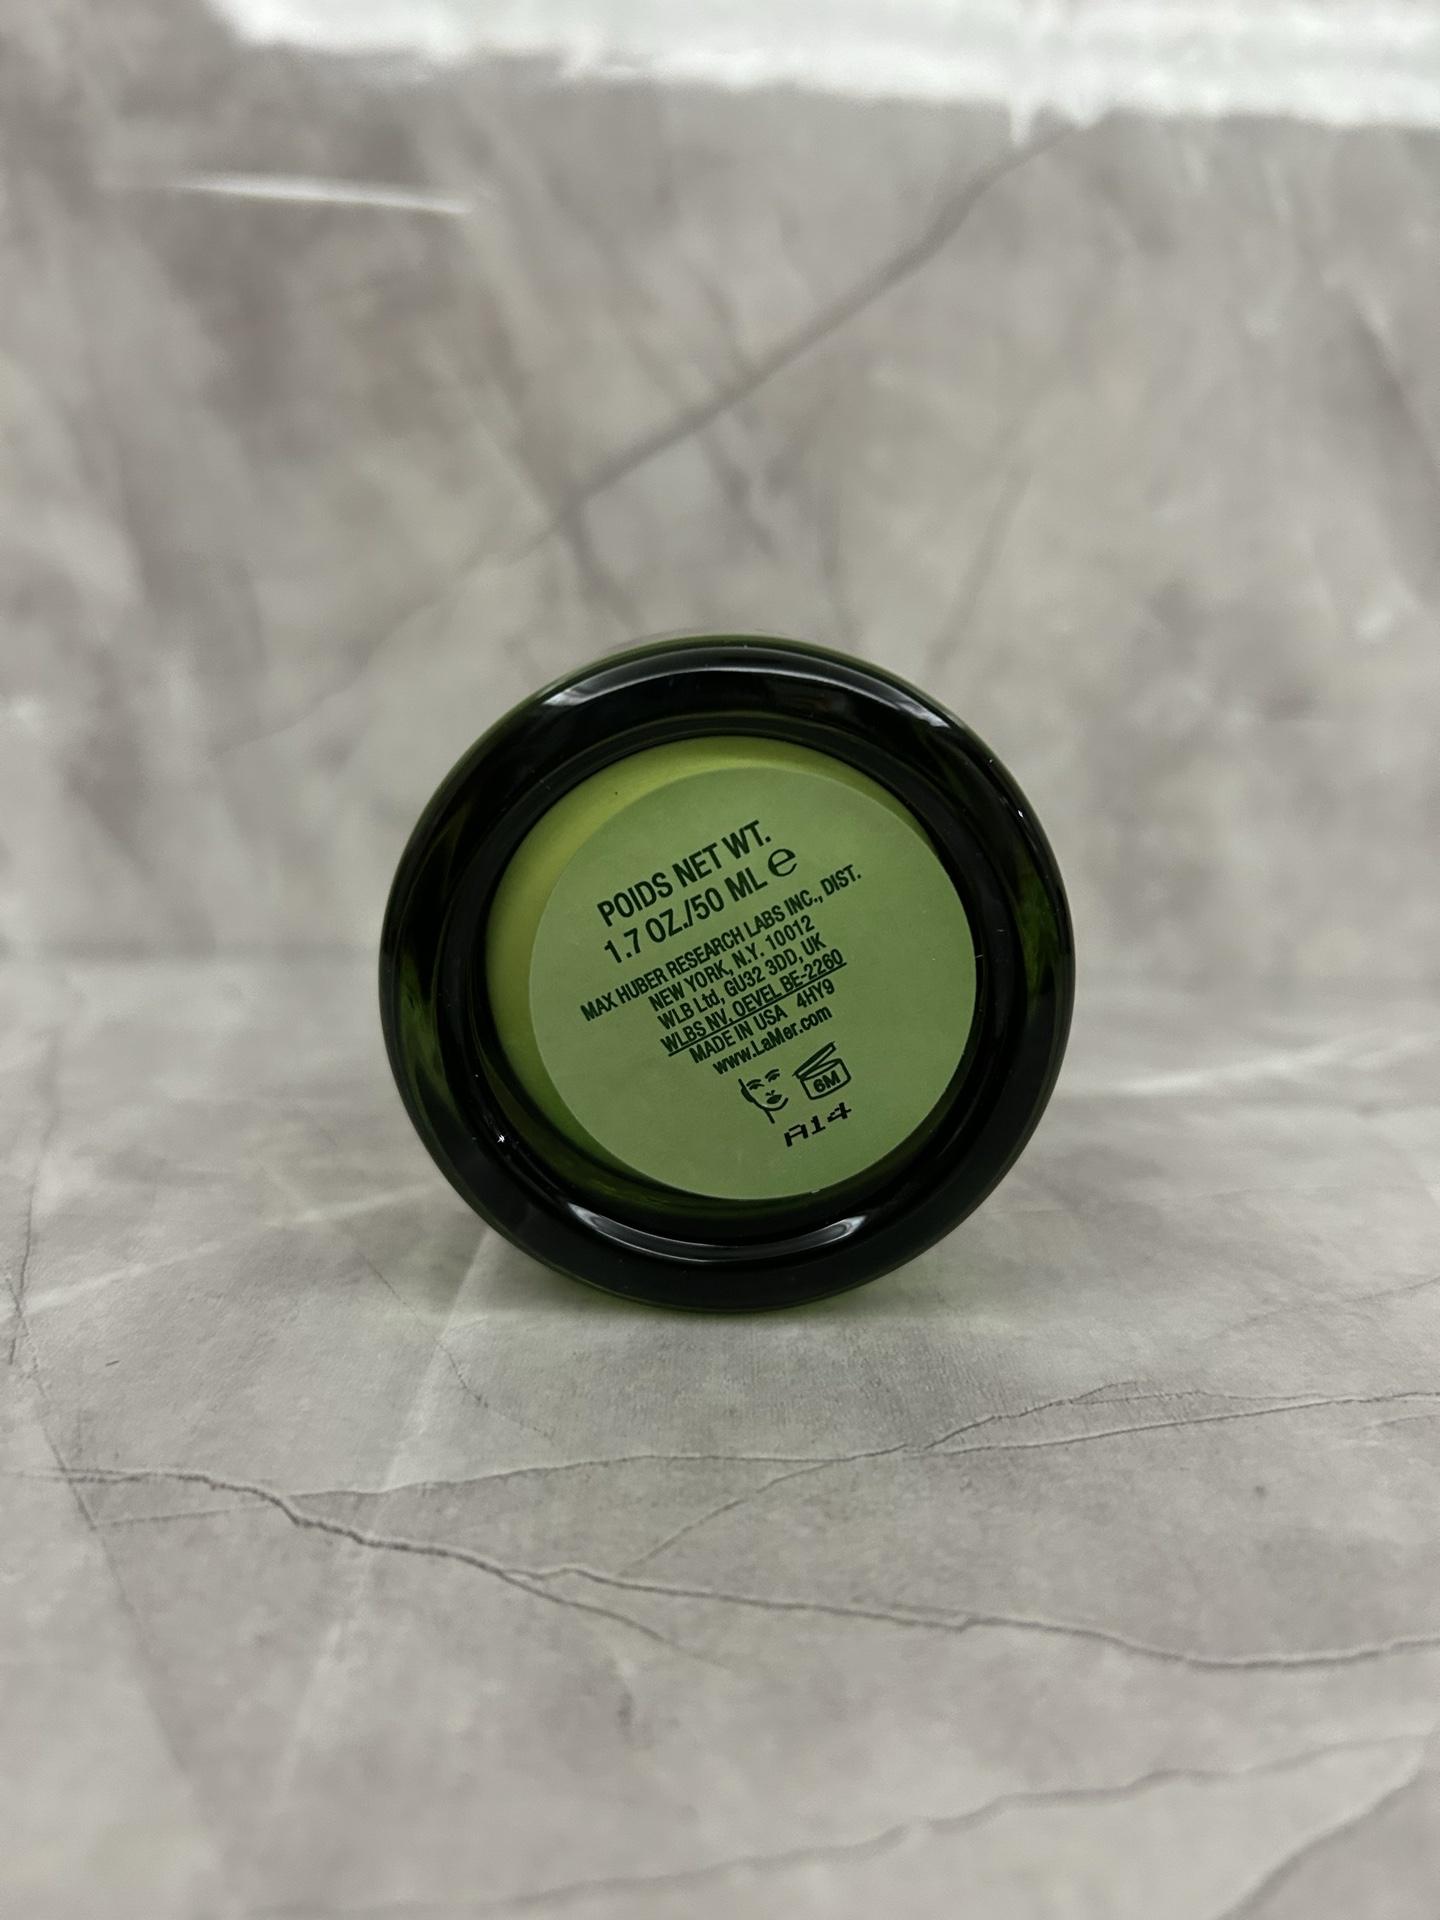 POIDS NET WT.
1.7 OZ./50 ML ℮
MAX HUBER RESEARCH LABS INC., DIST.
NEW YORK, N.Y. 10012
WLB Ltd, GU32 3DD, UK
WLBS NV, OEVEL BE-2260
MADE IN USA 4HY9
www.LaMer.com
6M
A14